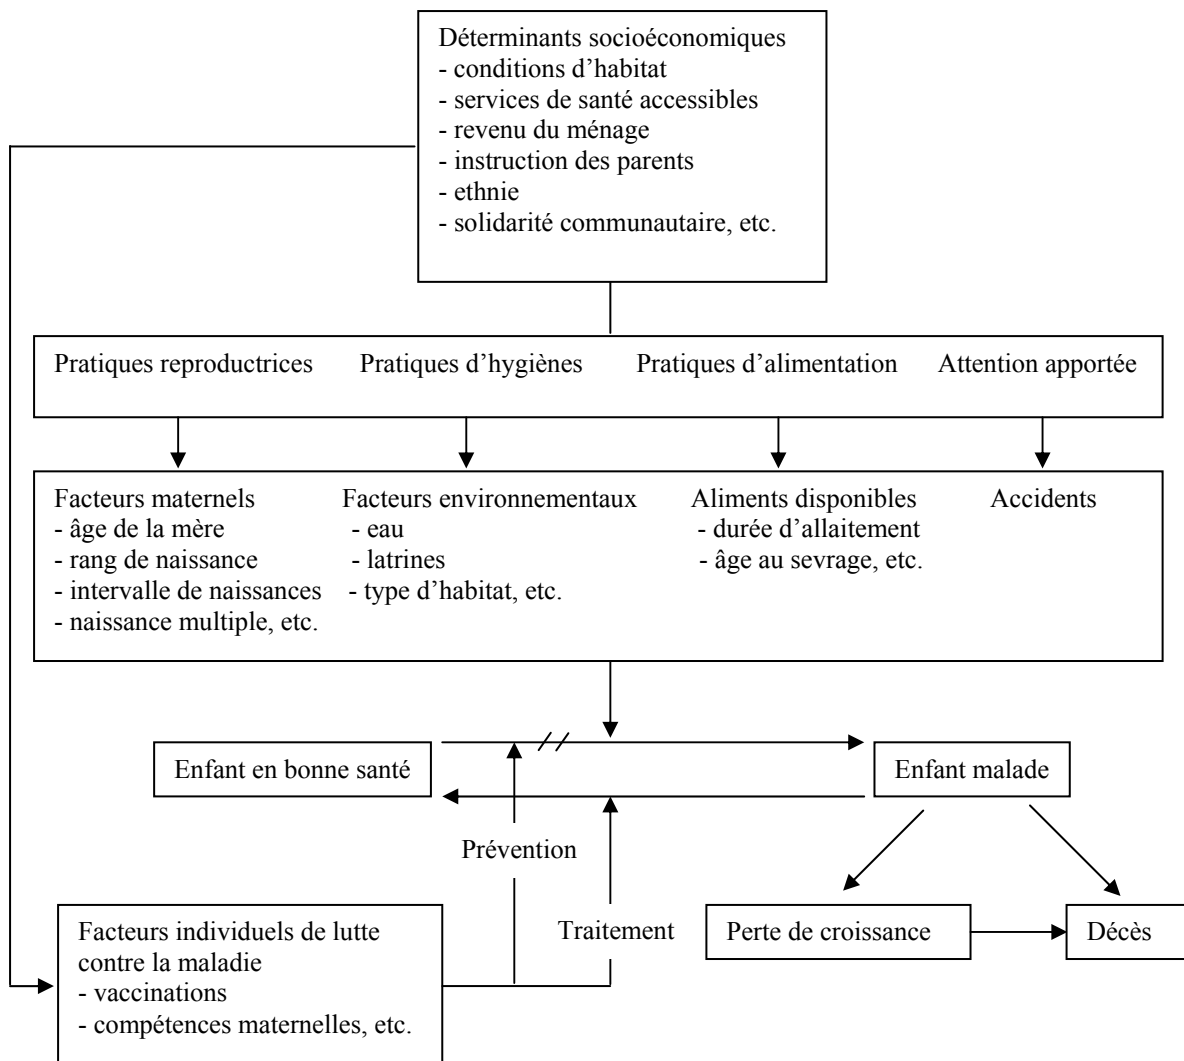 Déterminants socioéconomiques
- conditions d'habitat
- services de santé accessibles
- revenu du ménage
- instruction des parents
- ethnie
- solidarité communautaire, etc.
Pratiques reproductrices Pratiques d'hygiènes Pratiques d'alimentation Attention apportée
Facteurs maternels
- âge de la mère
- rang de naissance
- intervalle de naissances
- naissance multiple, etc.
Facteurs environnementaux
- eau
- latrines
- type d'habitat, etc.
Aliments disponibles
- durée d'allaitement
- âge au sevrage, etc.
Accidents
Enfant en bonne santé
Enfant malade
Prévention
Traitement
Perte de croissance
Décès
Facteurs individuels de lutte
contre la maladie
- vaccinations
- compétences maternelles, etc.